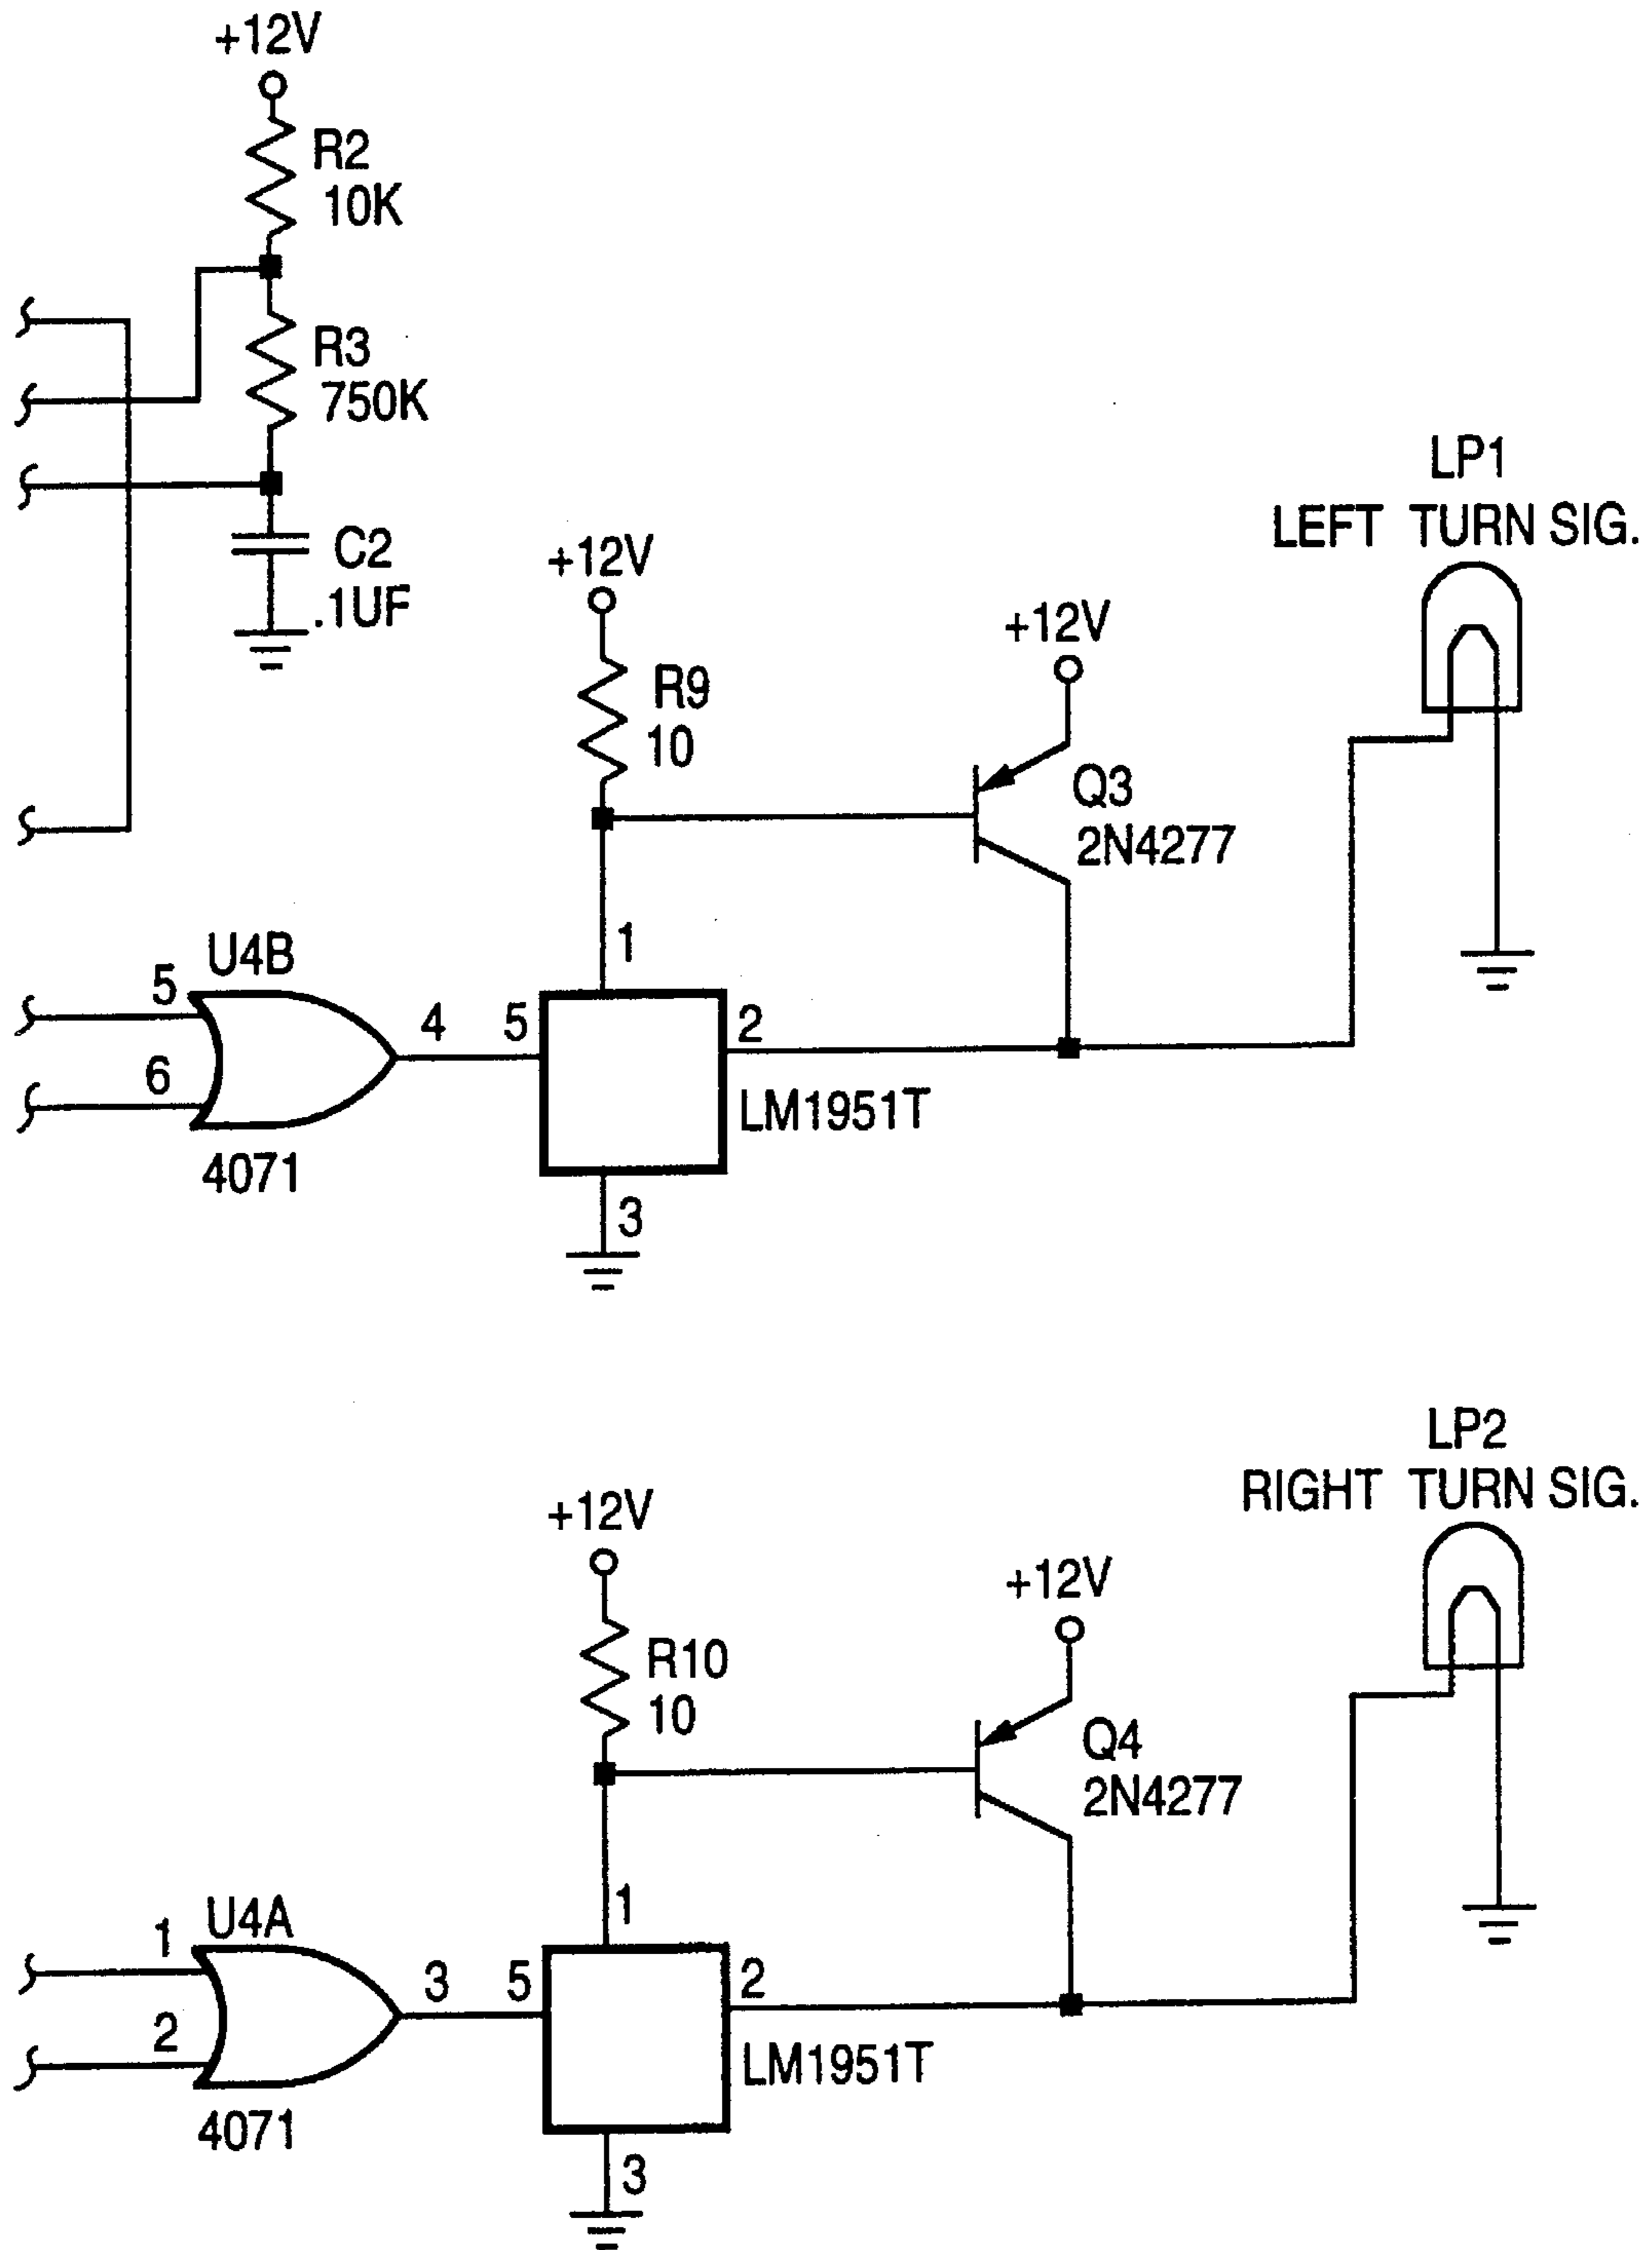 +12V
R2
10K
R3
750K
C2
.1UF
+12V
R9
10
+12V
Q3
2N4277
LP1
LEFT TURN SIG.
1
U4B
5
6
4
4071
5
2
LM1951T
3
LP2
RIGHT TURN SIG.
+12V
R10
10
+12V
Q4
2N4277
1
U4A
1
2
3
4071
5
2
LM1951T
3